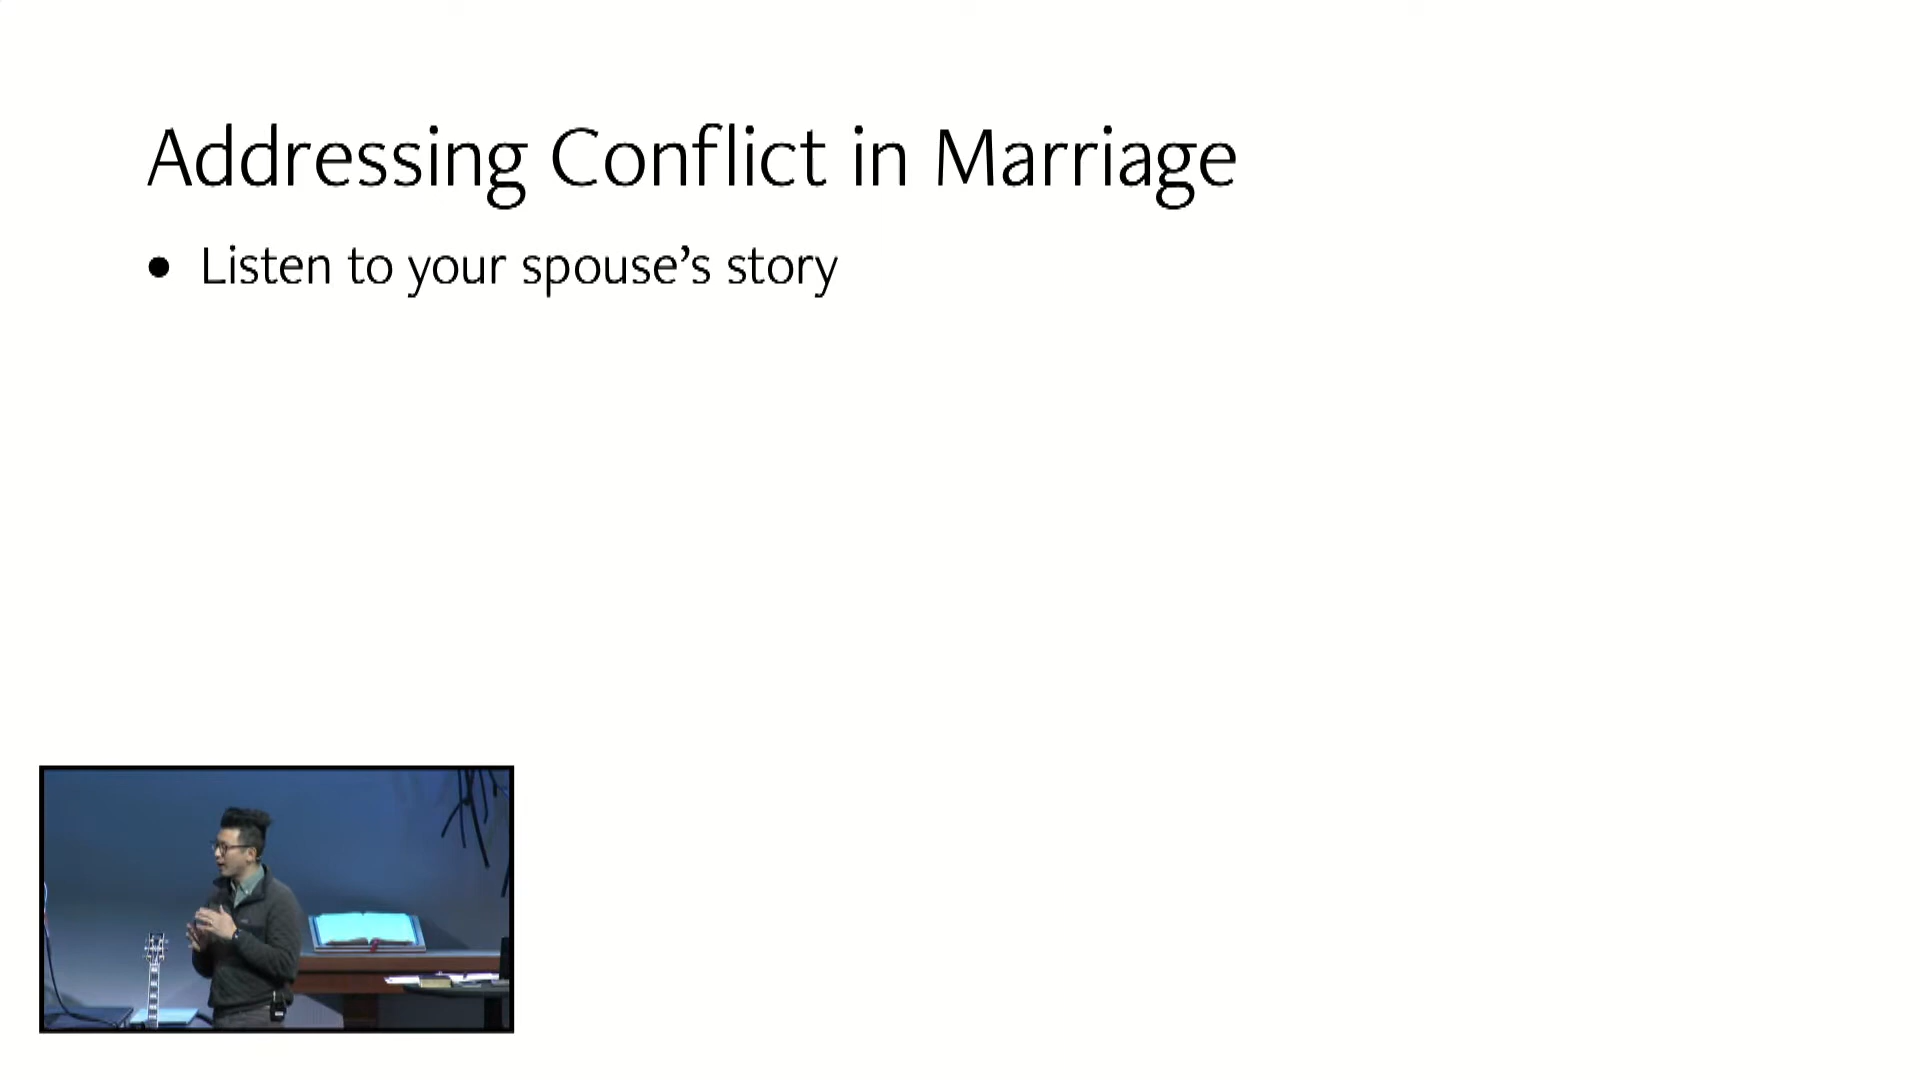 Addressing Conflict in Marriage
● Listen to your spouse’s story